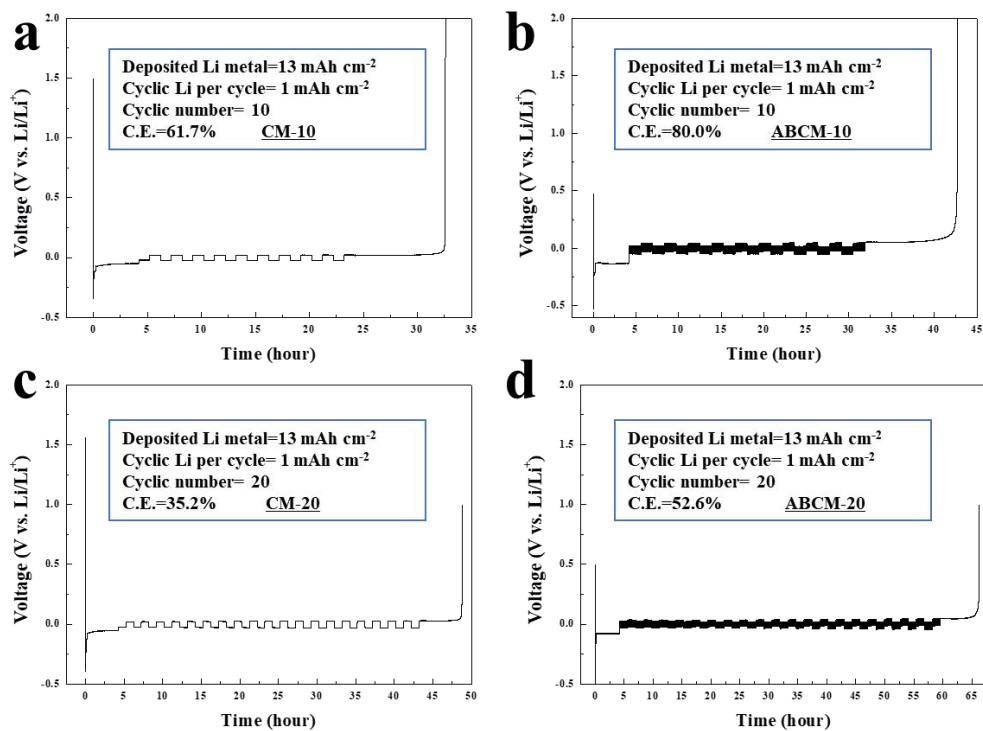 a
2.0
1.5
1.0
0.5
0.0
-0.5
Voltage (V vs. Li/Li+)
Deposited Li metal=13 mAh cm-2
Cyclic Li per cycle= 1 mAh cm-2
Cyclic number= 10
C.E.=61.7% CM-10
0 5 10 15 20 25 30 35
Time (hour)
b
2.0
1.5
1.0
0.5
0.0
-0.5
Voltage (V vs. Li/Li+)
Deposited Li metal=13 mAh cm-2
Cyclic Li per cycle= 1 mAh cm-2
Cyclic number= 10
C.E.=80.0% ABCM-10
0 5 10 15 20 25 30 35 40 45
Time (hour)
c
2.0
1.5
1.0
0.5
0.0
-0.5
Voltage (V vs. Li/Li+)
Deposited Li metal=13 mAh cm-2
Cyclic Li per cycle= 1 mAh cm-2
Cyclic number= 20
C.E.=35.2% CM-20
0 5 10 15 20 25 30 35 40 45 50
Time (hour)
d
2.0
1.5
1.0
0.5
0.0
-0.5
Voltage (V vs. Li/Li+)
Deposited Li metal=13 mAh cm-2
Cyclic Li per cycle= 1 mAh cm-2
Cyclic number= 20
C.E.=52.6% ABCM-20
0 5 10 15 20 25 30 35 40 45 50 55 60 65
Time (hour)